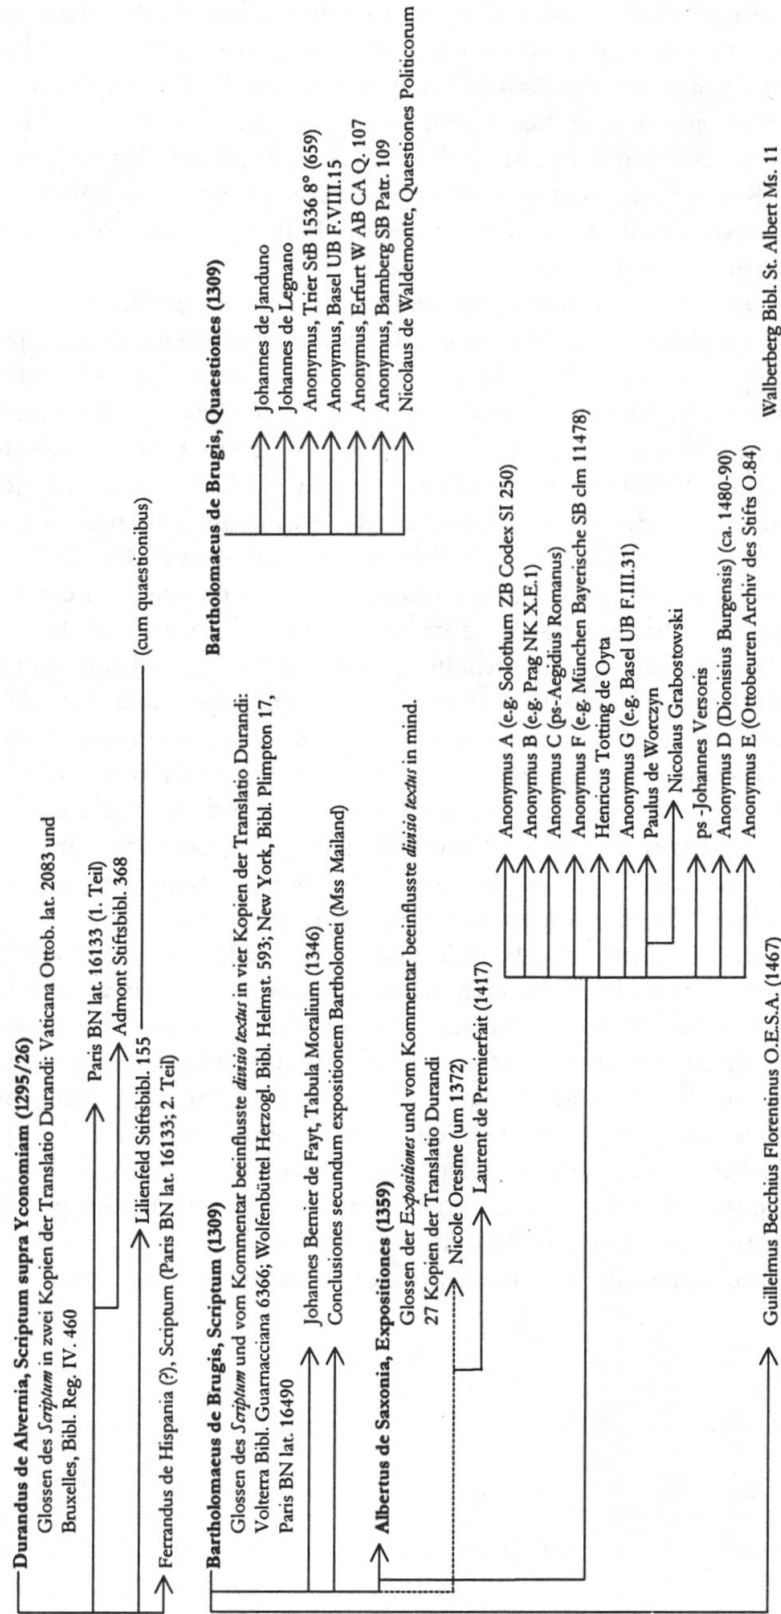 Durandus de Alvernia, Scriptum supra Yconomiam (1295/26)
Glossen des Scriptum in zwei Kopien der Translatio Durandi: Vaticana Ottob. lat. 2083 und
Bruxelles, Bibl. Reg. IV. 460
Paris BN lat. 16133 (1. Teil)
Admont Stiftsbibl. 368
Lilienfeld Stiftsbibl. 155
(cum quaestionibus)
Ferrandus de Hispania (?), Scriptum (Paris BN lat. 16133; 2. Teil)
Bartholomaeus de Brugis, Scriptum (1309)
Glossen des Scriptum und vom Kommentar beeinflusste divisio textus in vier Kopien der Translatio Durandi:
Volterra Bibl. Guarnacciana 6366; Wolfenbüttel Herzogl. Bibl. Helmst. 593; New York, Bibl. Plimpton 17,
Paris BN lat. 16490
Bartholomaeus de Brugis, Quaestiones (1309)
Johannes de Janduno
Johannes de Legnano
Anonymus, Trier StB 1536 8° (659)
Anonymus, Basel UB F.VIII.15
Anonymus, Erfurt W AB CA Q. 107
Anonymus, Bamberg SB Patr. 109
Nicolaus de Waldemonte, Quaestiones Politicorum
Johannes Bernier de Fayt, Tabula Moralium (1346)
Conclusiones secundum expositionem Bartholomei (Mss Mailand)
Albertus de Saxonia, Expositiones (1359)
Glossen der Expositiones und vom Kommentar beeinflusste divisio textus in mind.
27 Kopien der Translatio Durandi
Nicole Oresme (um 1372)
Laurent de Premierfait (1417)
Anonymus A (e.g. Solothurn ZB Codex SI 250)
Anonymus B (e.g. Prag NK X.E.1)
Anonymus C (ps-Aegidius Romanus)
Anonymus F (e.g. München Bayerische SB clm 11478)
Henricus Totting de Oyta
Anonymus G (e.g. Basel UB F.III.31)
Paulus de Worczyn
Nicolaus Grabostowski
ps -Johannes Versoris
Anonymus D (Dionisius Burgensis) (ca. 1480-90)
Anonymus E (Ottobeuren Archiv des Stifts O.84)
Guillelmus Becchius Florentinus O.E.S.A. (1467)
Walberberg Bibl. St. Albert Ms. 11